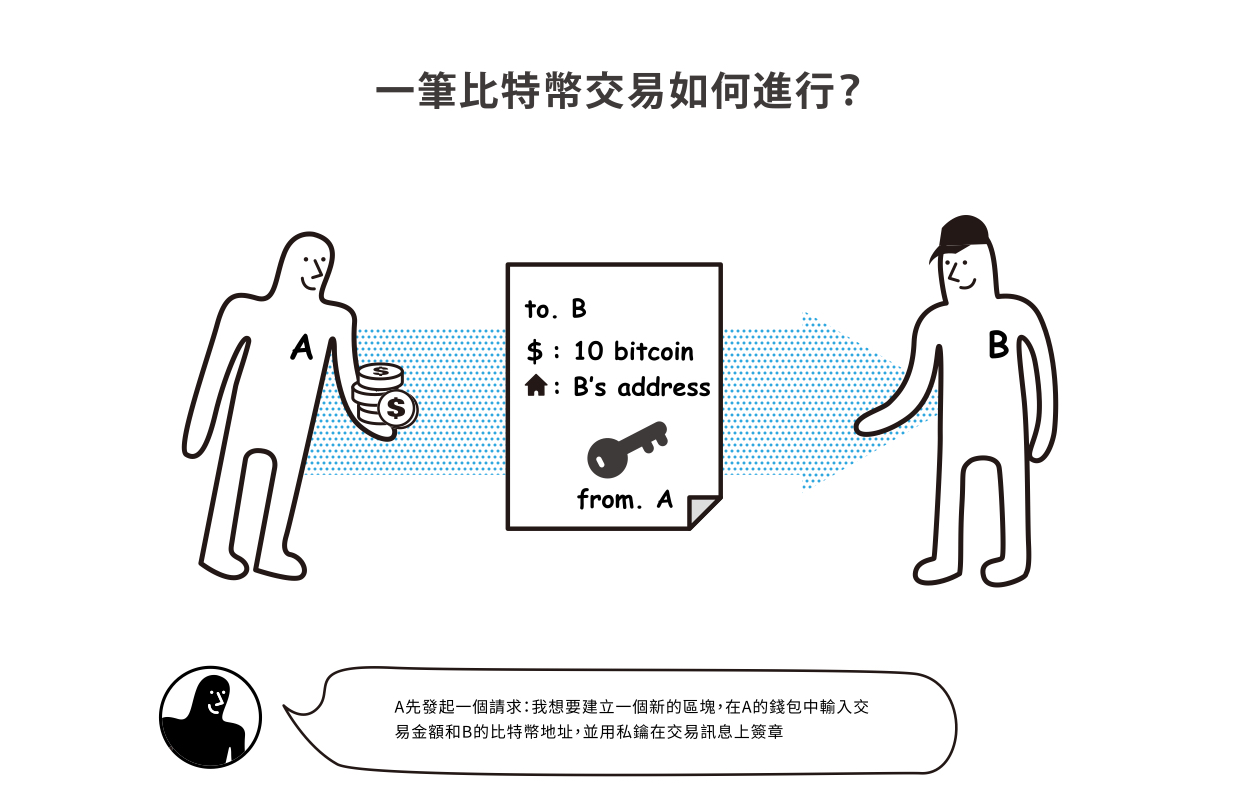 一筆比特幣交易如何進行?
A
B
to. B
$ : 10 bitcoin
: B's address
from. A
$
$
A先發起一個請求:我想要建立一個新的區塊,在A的錢包中輸入交
易金額和B的比特幣地址,並用私鑰在交易訊息上簽章